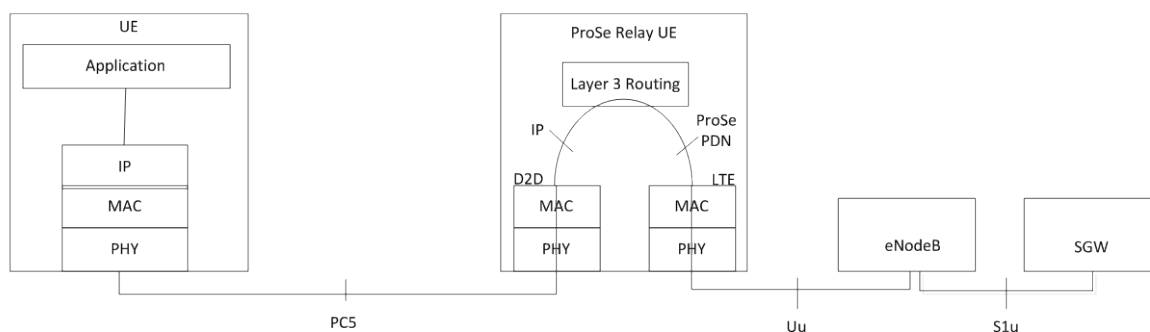 UE
Application
IP
MAC
PHY
PC5
ProSe Relay UE
Layer 3 Routing
IP
ProSe
PDN
D2D
LTE
MAC
MAC
PHY
PHY
Uu
eNodeB
S1u
SGW